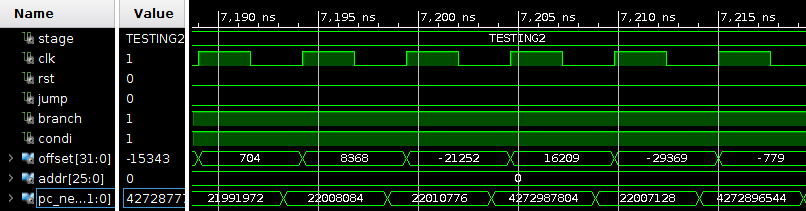 Name Value 7,190 ns 7,195 ns 7,200 ns 7,205 ns 7,210 ns 7,215 ns
stage TESTING2 TESTING2
clk 1
rst 0
jump 0
branch 1
condi 1
offset[31:0] -15343 704 8368 -21252 16209 -29369 -779
addr[25:0] 0 0
pc_ne...1:0] 42728777 21991972 22008084 22010776 4272987804 22007128 4272896544